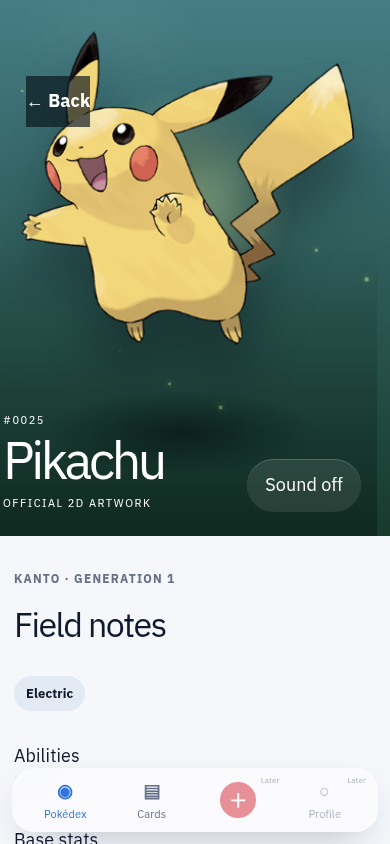 ← Back
#0025
Pikachu
OFFICIAL 2D ARTWORK
Sound off
KANTO · GENERATION 1
Field notes
Electric
Abilities
Later
Later
Pokédex
Cards
Profile
Base stats